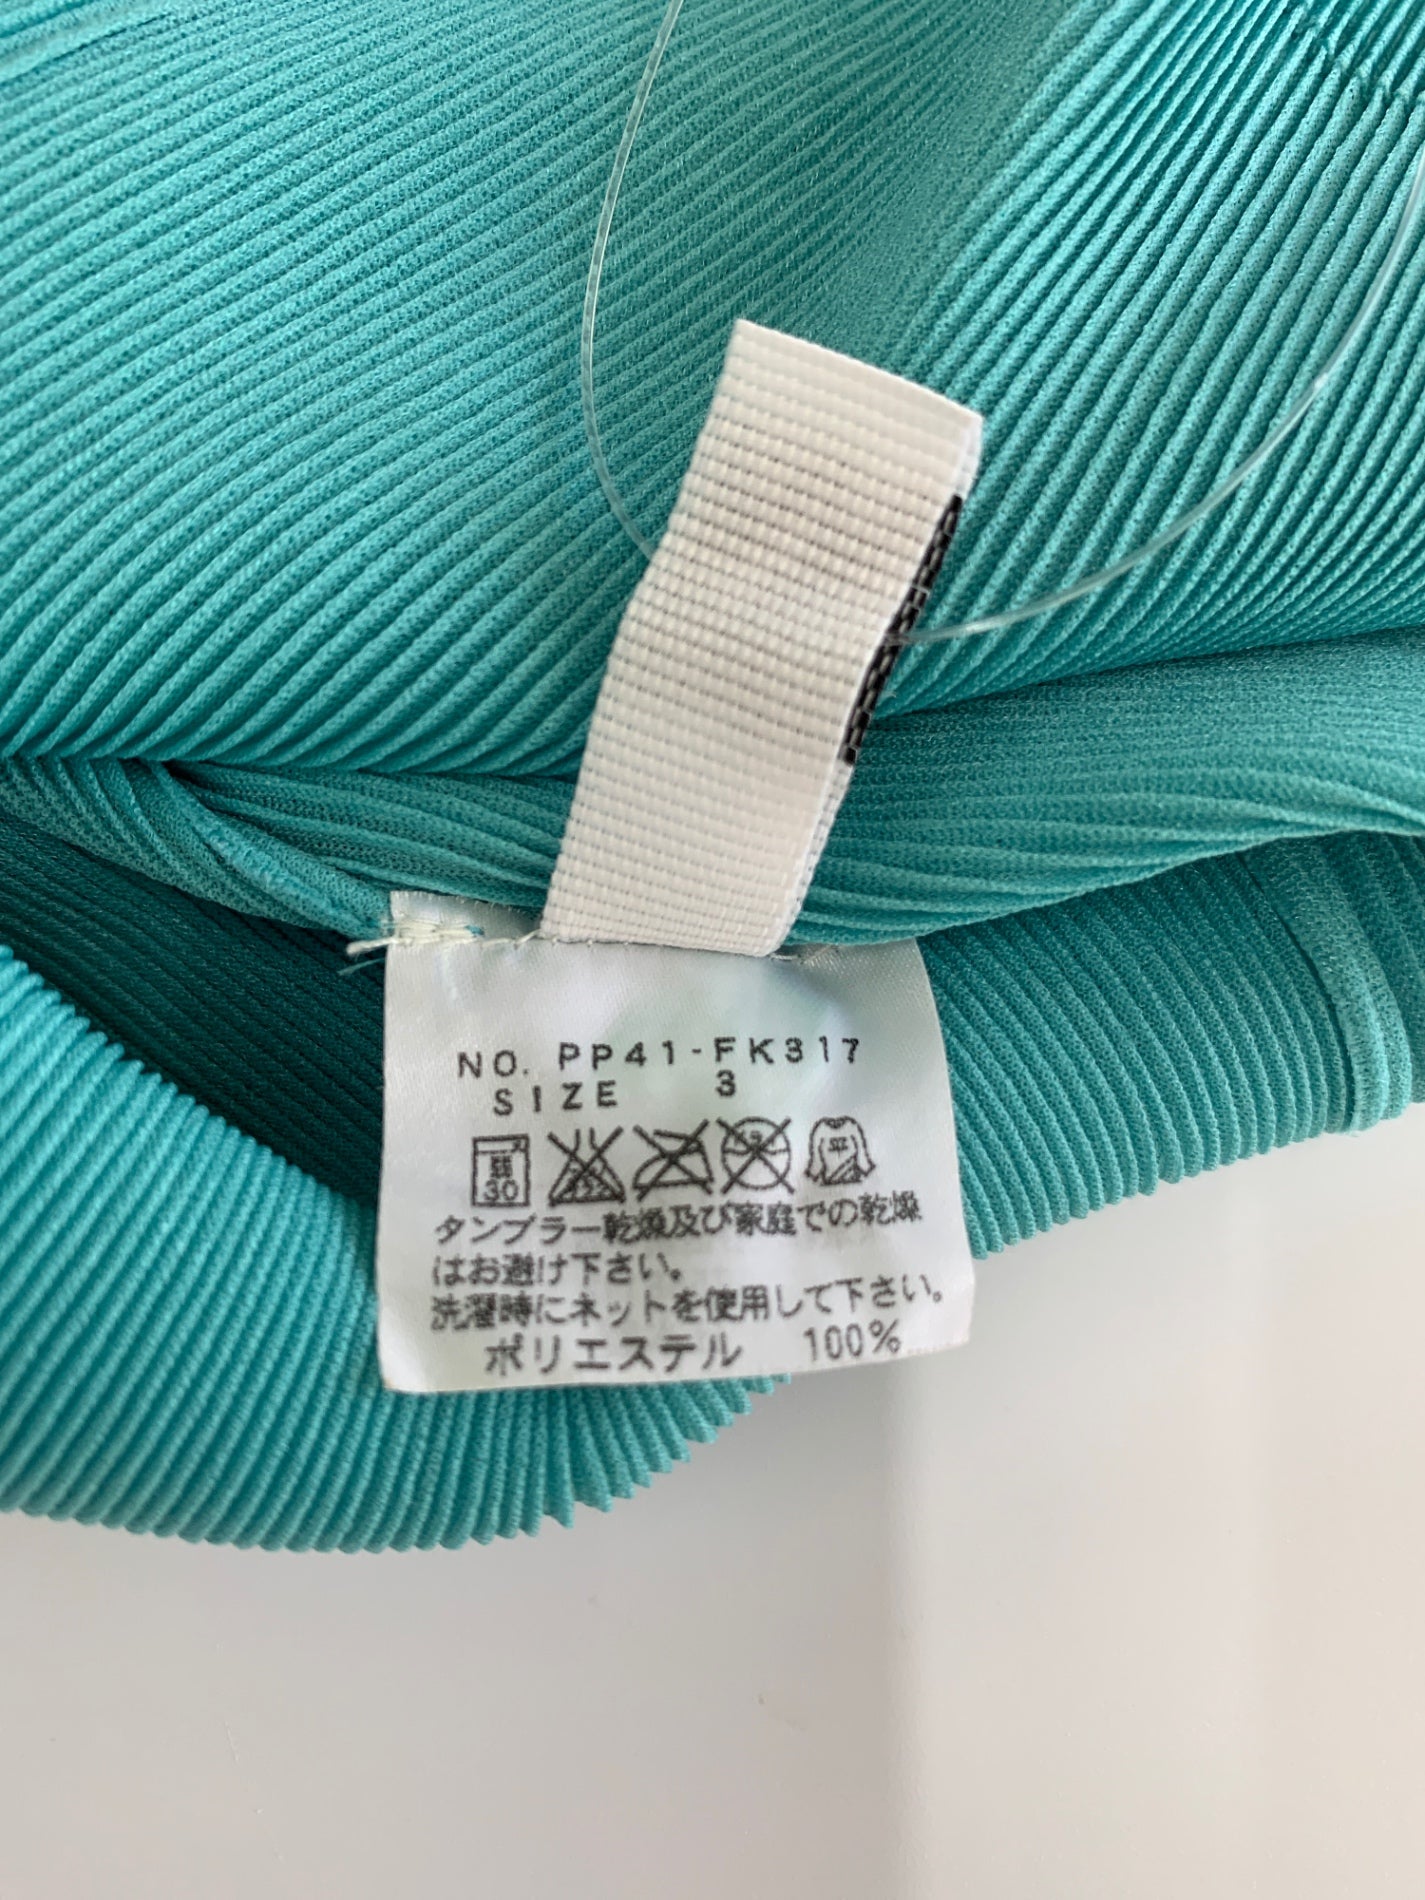 NO. PP41-FK317
SIZE 3
弱
30
タンブラー乾燥及び家庭での乾燥
はお避け下さい。
洗濯時にネットを使用して下さい。
ポリエステル 100%